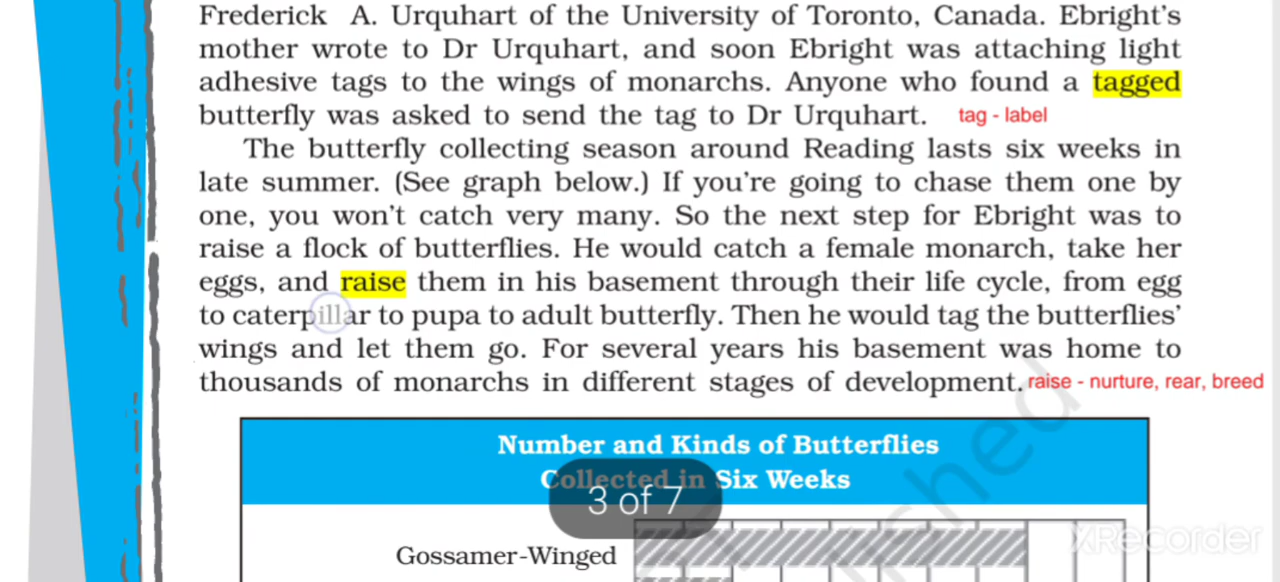 Frederick A. Urquhart of the University of Toronto, Canada. Ebright's
mother wrote to Dr Urquhart, and soon Ebright was attaching light
adhesive tags to the wings of monarchs. Anyone who found a tagged
butterfly was asked to send the tag to Dr Urquhart. tag - label
The butterfly collecting season around Reading lasts six weeks in
late summer. (See graph below.) If you're going to chase them one by
one, you won't catch very many. So the next step for Ebright was to
raise a flock of butterflies. He would catch a female monarch, take her
eggs, and raise them in his basement through their life cycle, from egg
to caterpillar to pupa to adult butterfly. Then he would tag the butterflies'
wings and let them go. For several years his basement was home to
thousands of monarchs in different stages of development. raise - nurture, rear, breed
Number and Kinds of Butterflies
Collected in Six Weeks
3 of 7
Gossamer-Winged
XRecorder